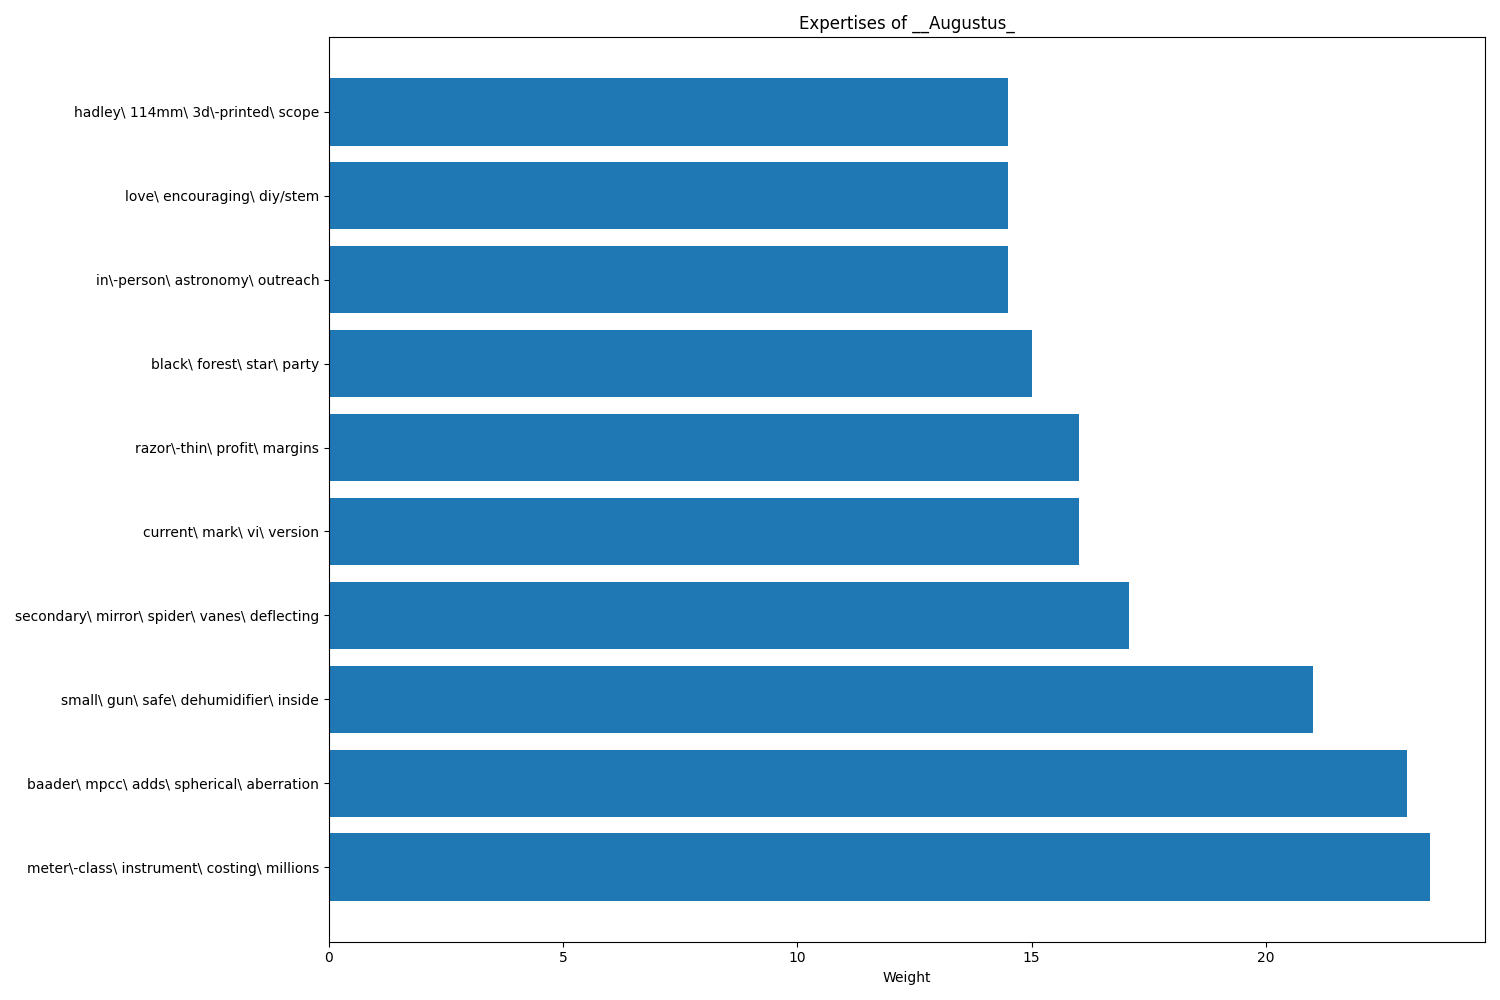 Expertises of __Augustus_
hadley\ 114mm\ 3d\-printed\ scope
love\ encouraging\ diy/stem
in\-person\ astronomy\ outreach
black\ forest\ star\ party
razor\-thin\ profit\ margins
current\ mark\ vi\ version
secondary\ mirror\ spider\ vanes\ deflecting
small\ gun\ safe\ dehumidifier\ inside
baader\ mpcc\ adds\ spherical\ aberration
meter\-class\ instrument\ costing\ millions
0 5 10 15 20
Weight